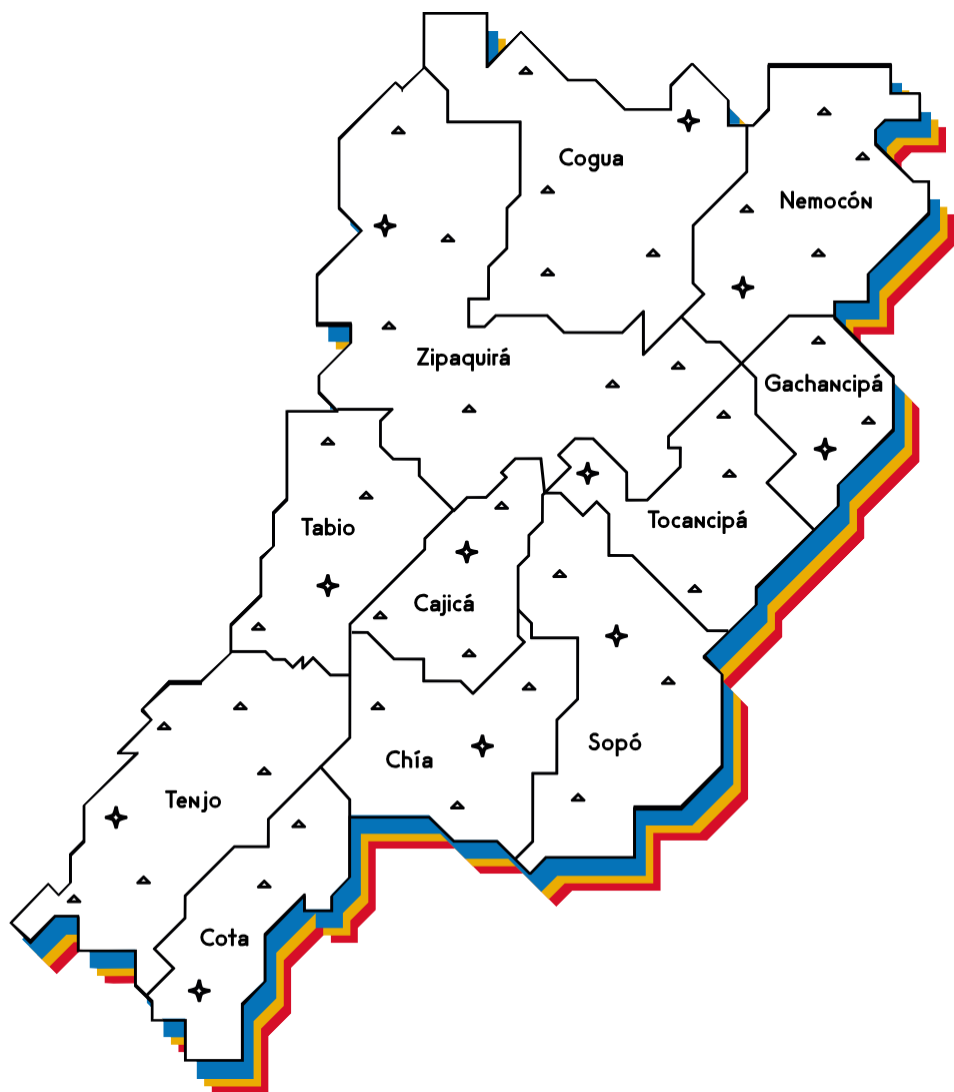 Cogua
Nemocón
Zipaquirá
Gachancipá
Tocancipá
Tabio
Cajicá
Sopó
Chía
Tenjo
Cota